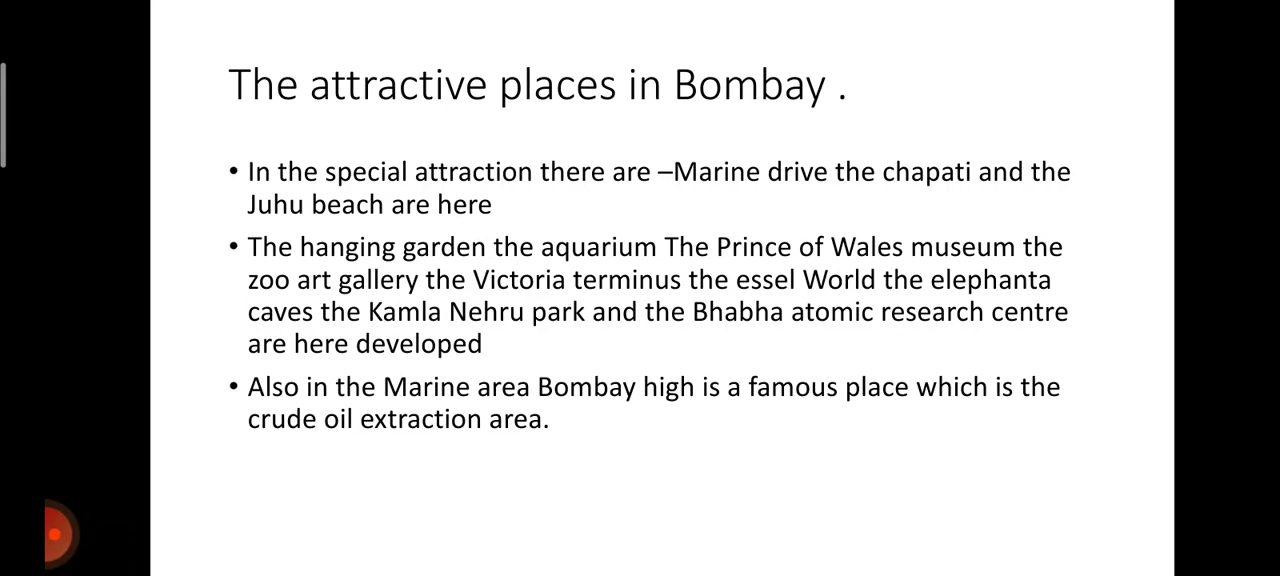 The attractive places in Bombay .
• In the special attraction there are –Marine drive the chapati and the
Juhu beach are here
• The hanging garden the aquarium The Prince of Wales museum the
zoo art gallery the Victoria terminus the essel World the elephanta
caves the Kamla Nehru park and the Bhabha atomic research centre
are here developed
• Also in the Marine area Bombay high is a famous place which is the
crude oil extraction area.